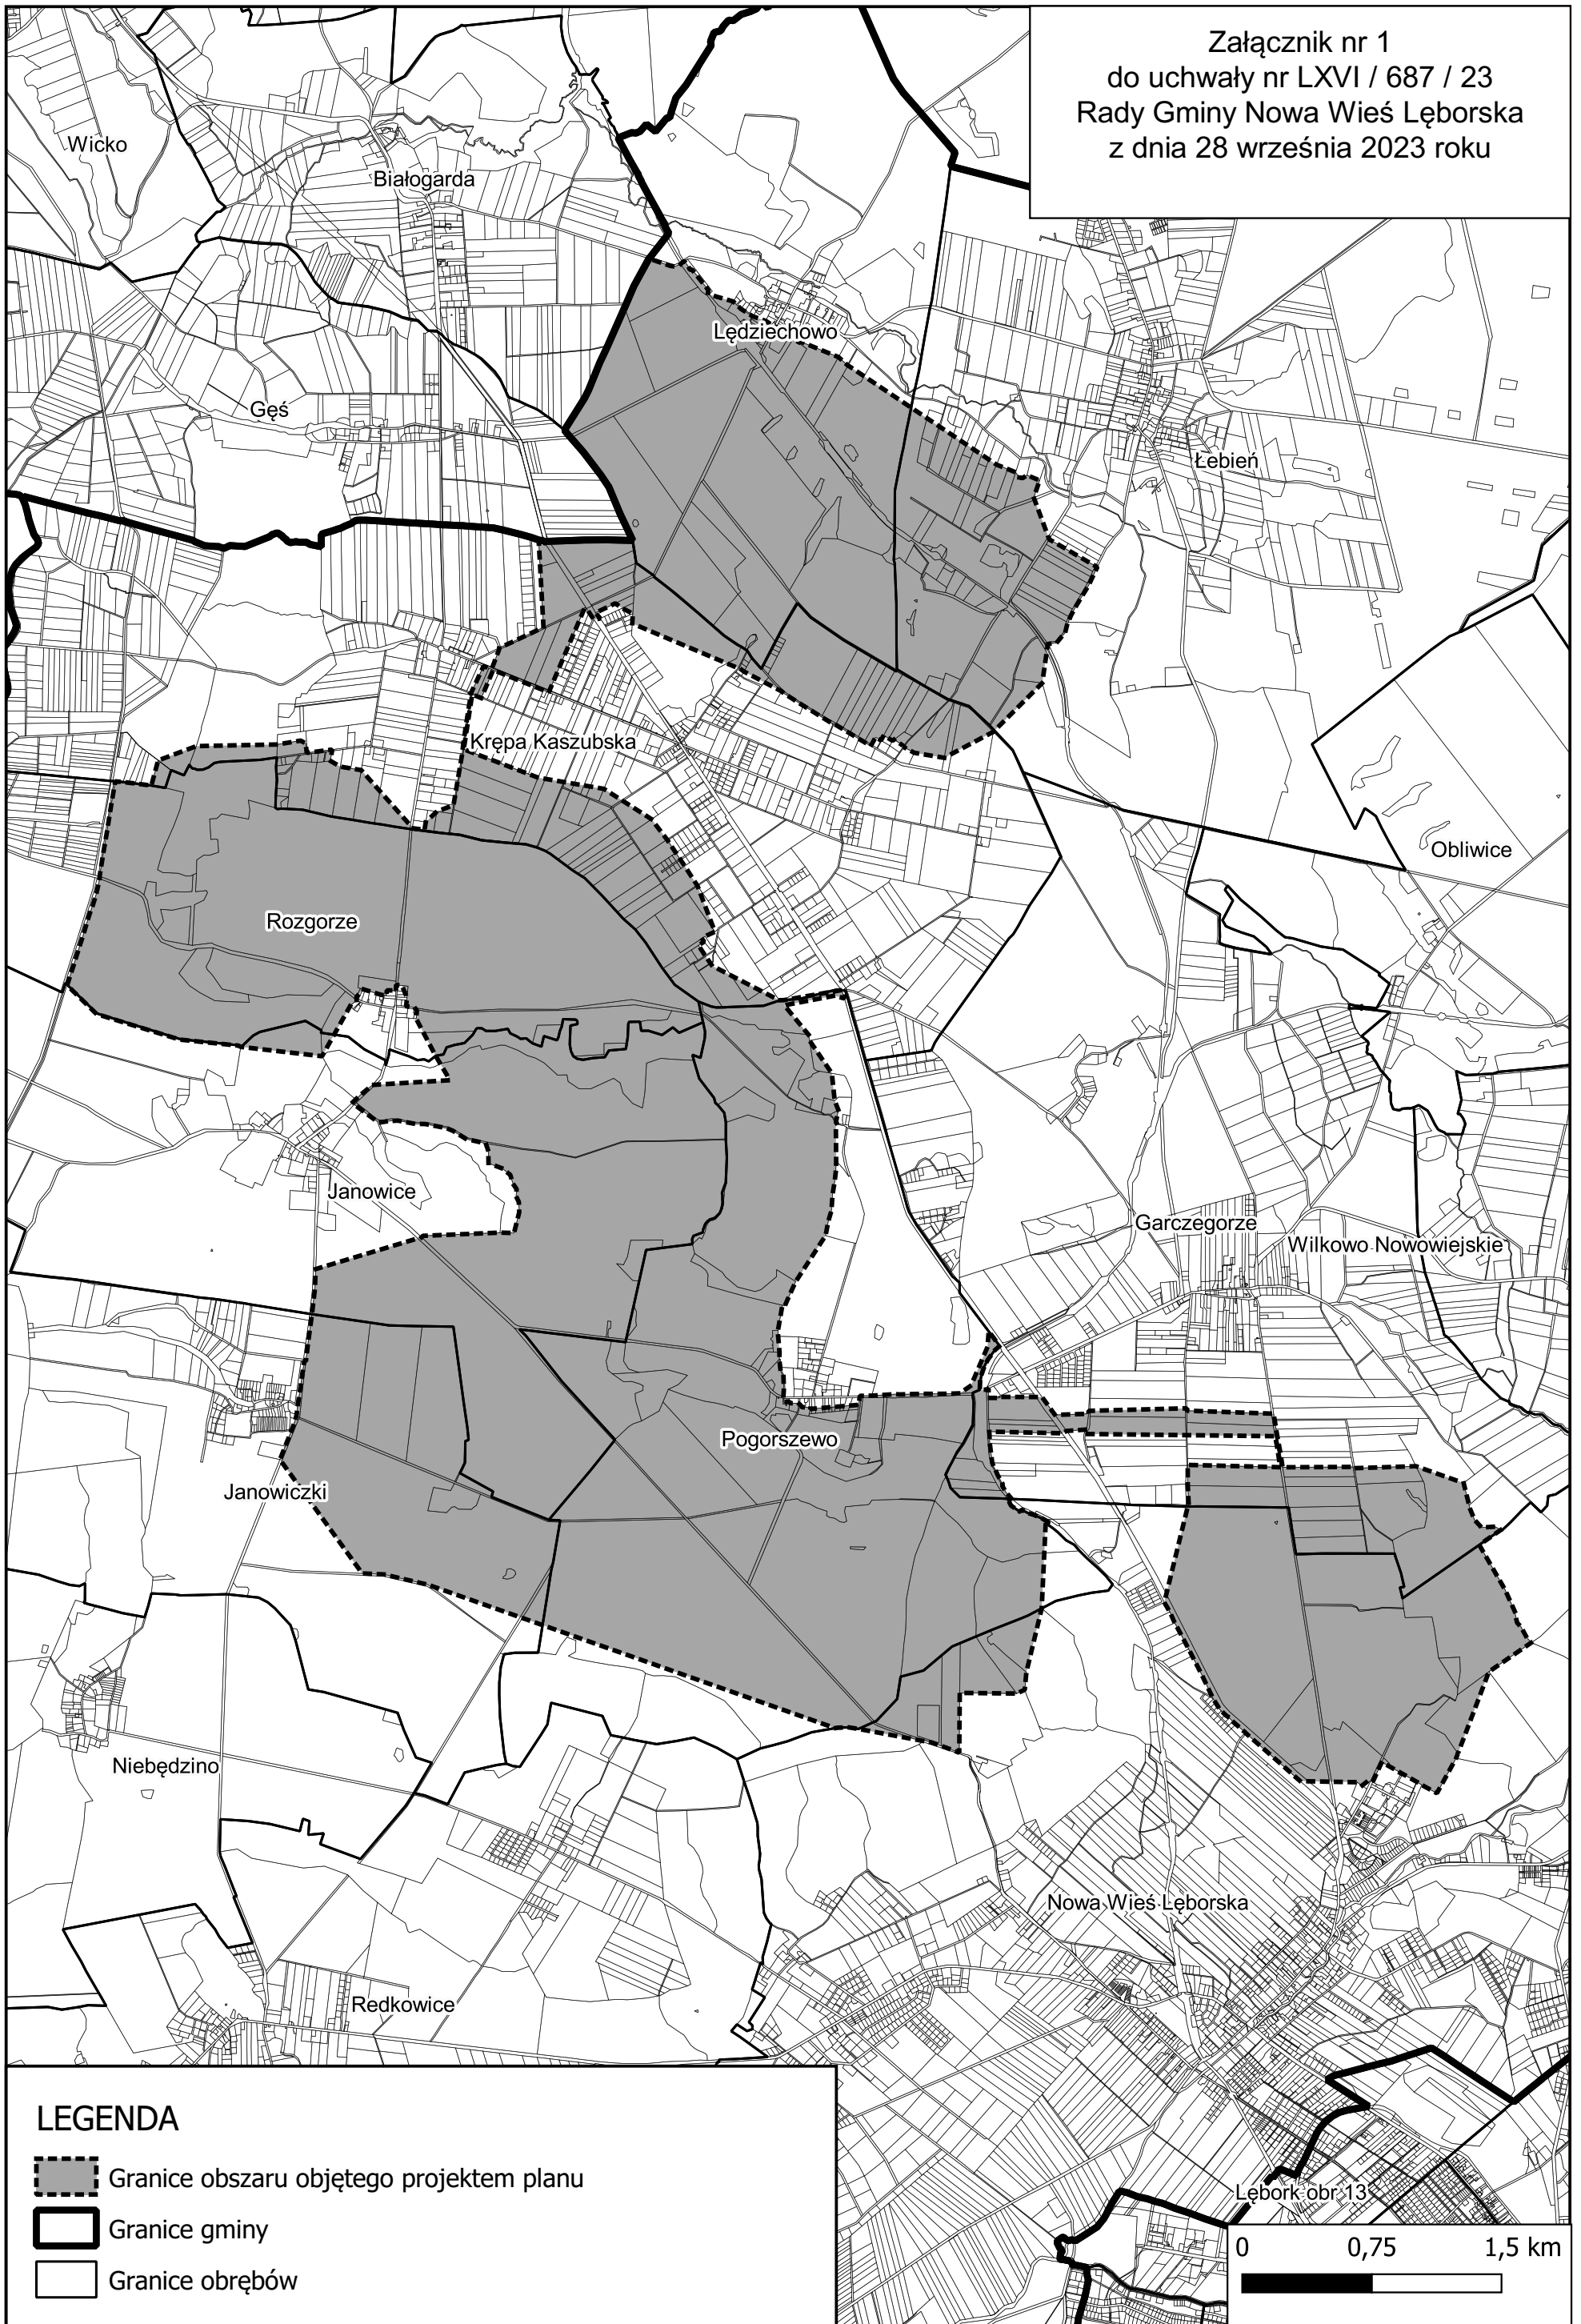 Załącznik nr 1
do uchwały nr LXVI / 687 / 23
Rady Gminy Nowa Wieś Lęborska
z dnia 28 września 2023 roku
Wicko
Białogarda
Lędziechowo
Gęś
Łebień
Krępa Kaszubska
Obliwice
Rozgorze
Janowice
Garczegorze
Wilkowo Nowowiejskie
Pogorszewo
Janowiczki
Niebędzino
Nowa Wieś Lęborska
Redkowice
LEGENDA
Granice obszaru objętego projektem planu
Granice gminy
Granice obrębów
Lębork obr 13
0 0,75 1,5 km